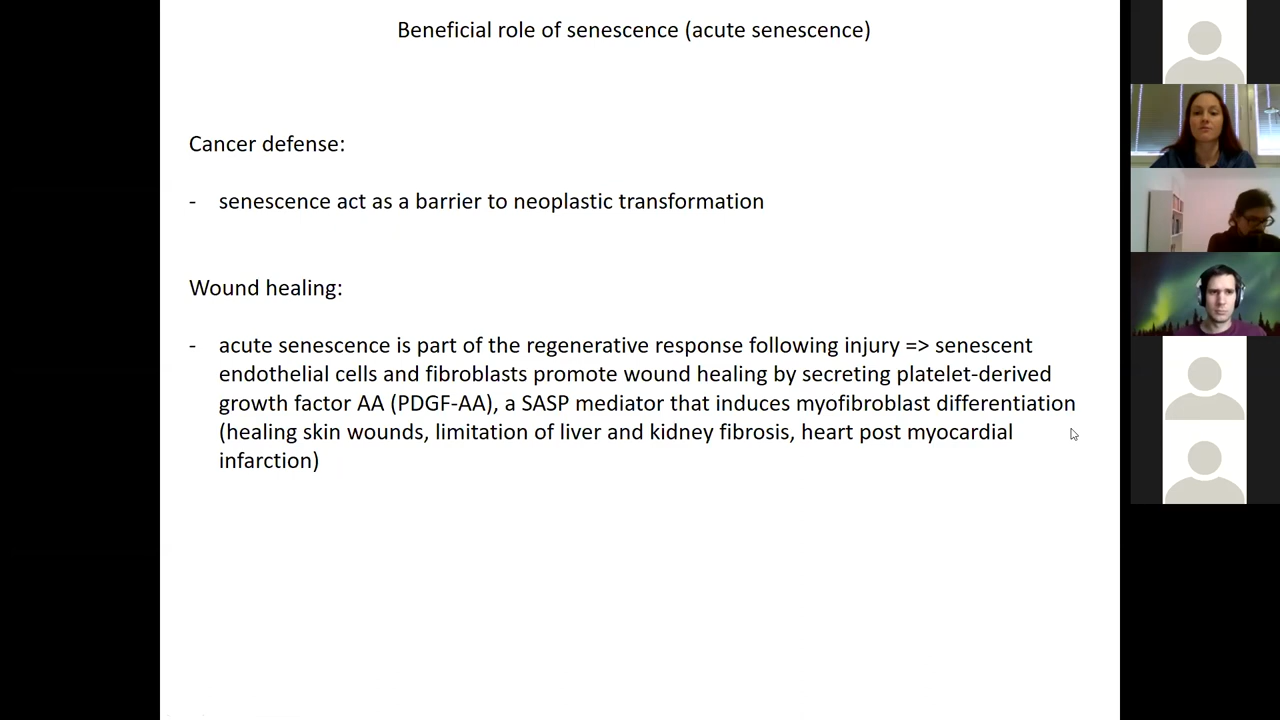 Beneficial role of senescence (acute senescence)
Cancer defense:
- senescence act as a barrier to neoplastic transformation
Wound healing:
- acute senescence is part of the regenerative response following injury => senescent
endothelial cells and fibroblasts promote wound healing by secreting platelet-derived
growth factor AA (PDGF-AA), a SASP mediator that induces myofibroblast differentiation
(healing skin wounds, limitation of liver and kidney fibrosis, heart post myocardial
infarction)